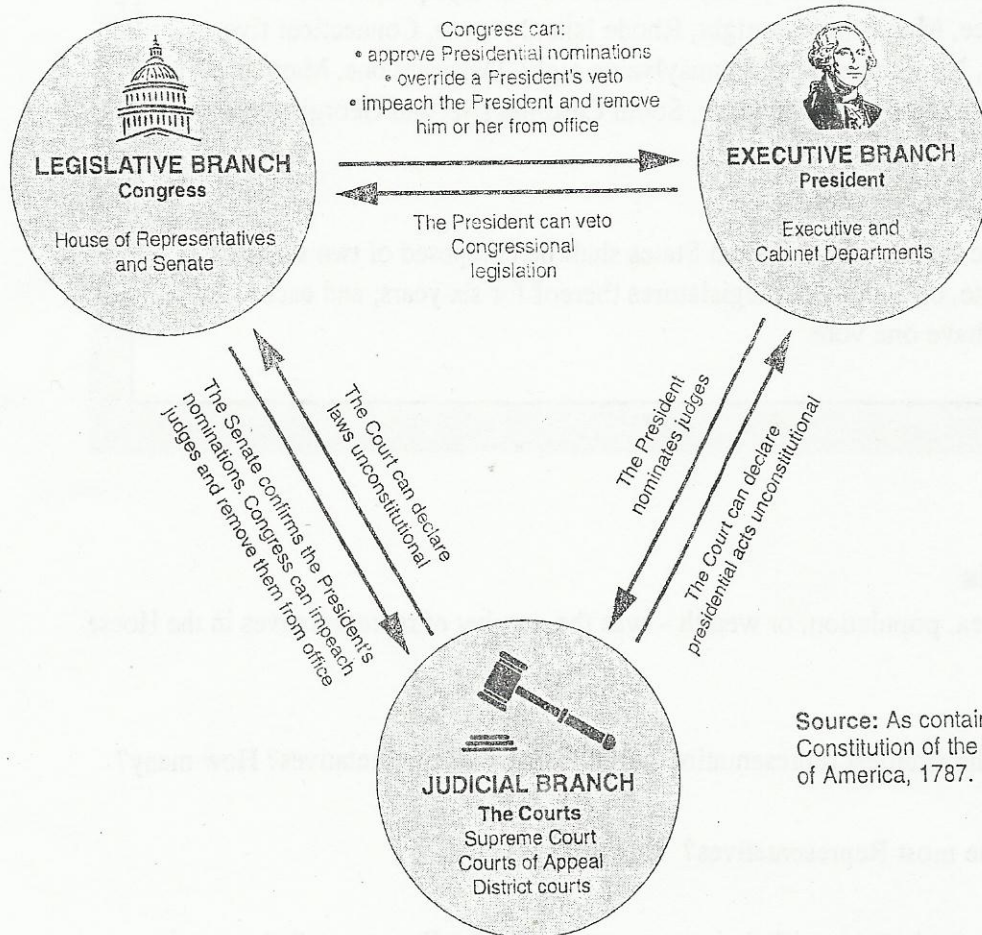 Congress can:
• approve Presidential nominations
• override a President's veto
• impeach the President and remove
him or her from office
LEGISLATIVE BRANCH
Congress
House of Representatives
and Senate
EXECUTIVE BRANCH
President
Executive and
Cabinet Departments
The President can veto
Congressional
legislation
The Senate confirms the President's
nominations. Congress can impeach
judges and remove them from office
The Court can declare
laws unconstitutional
The President
nominates judges
The Court can declare
presidential acts unconstitutional
JUDICIAL BRANCH
The Courts
Supreme Court
Courts of Appeal
District courts
Source: As contain
Constitution of the
of America, 1787.